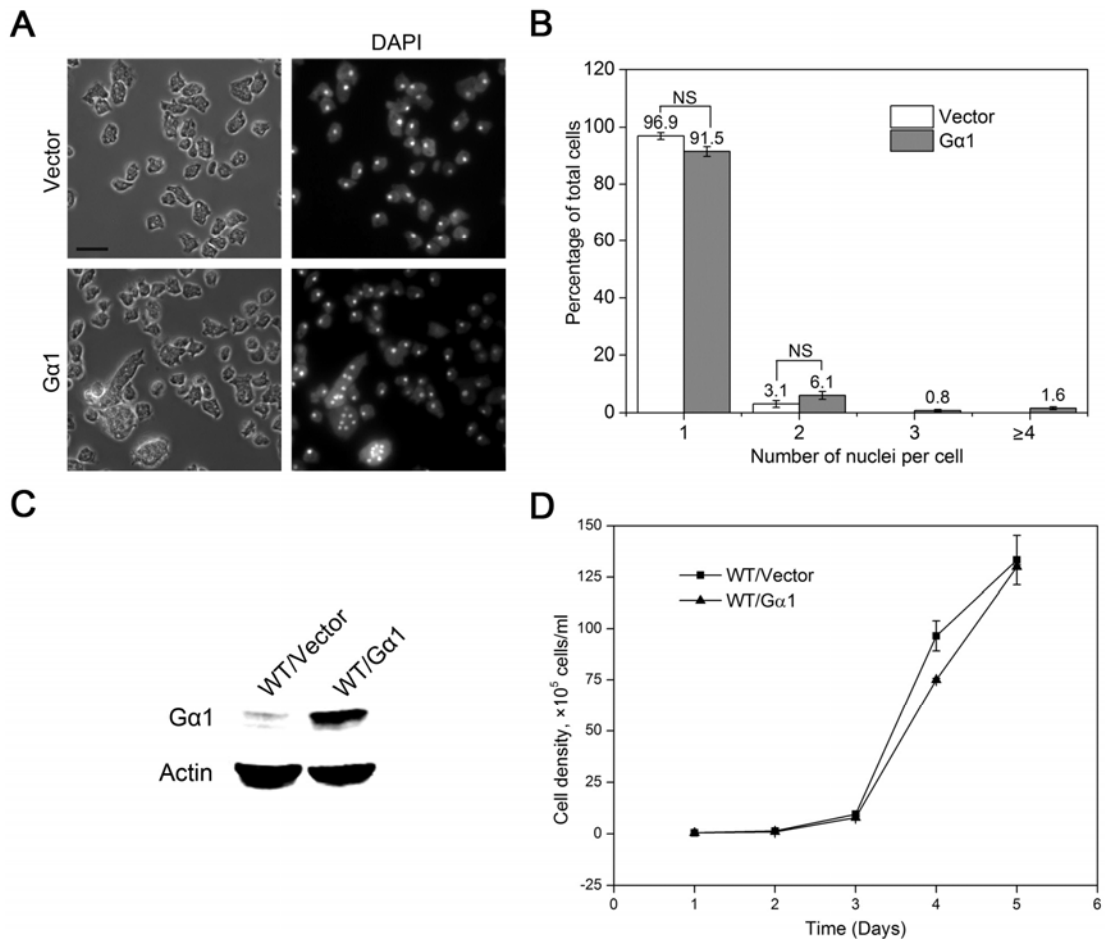 A
DAPI
Vector
Gα1
B
120
100
80
60
40
20
0
Percentage of total cells
NS
96.9
91.5
NS
3.1
6.1
0.8
1.6
Vector
Gα1
1
2
3
≥4
Number of nuclei per cell
C
WT/Vector
WT/Gα1
Gα1
Actin
D
150
125
100
75
50
25
0
-25
Cell density, ×10⁵ cells/ml
WT/Vector
WT/Gα1
0
1
2
3
4
5
6
Time (Days)